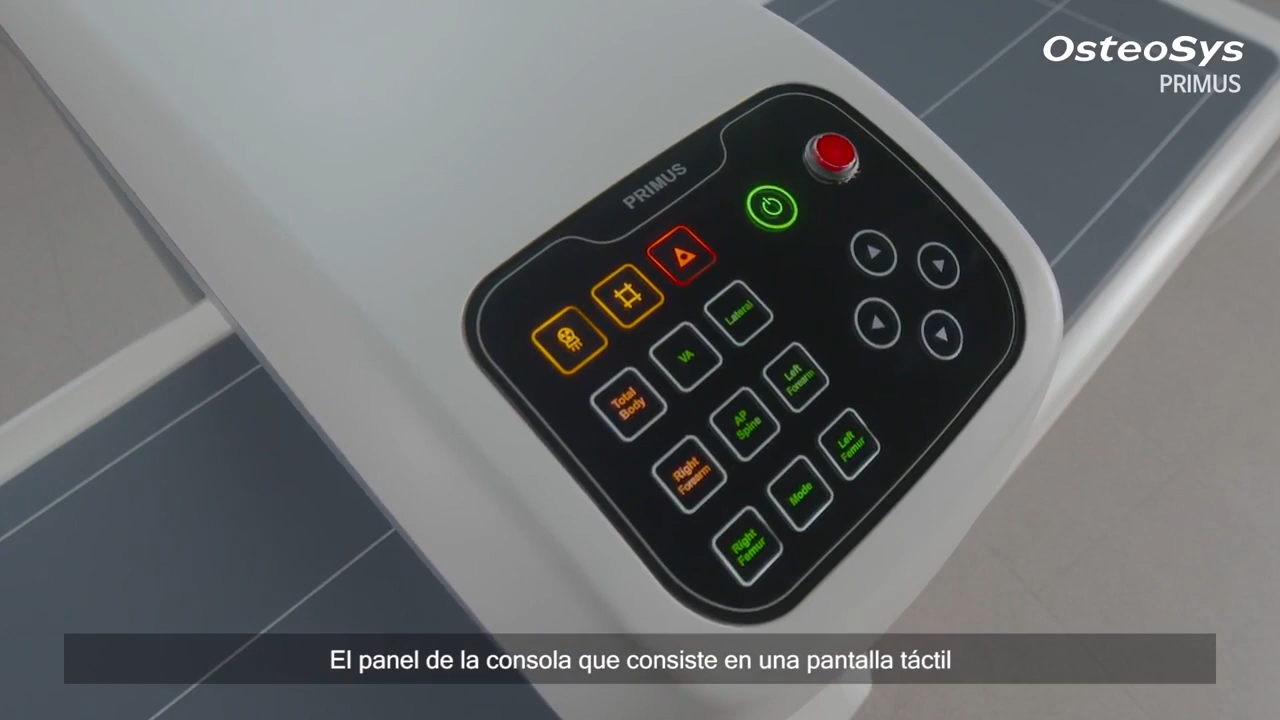 OsteoSys
PRIMUS
PRIMUS
Lateral
VA
Total
Body
Left
Forearm
AP
Spine
Right
Forearm
Left
Femur
Mode
Right
Femur
El panel de la consola que consiste en una pantalla táctil